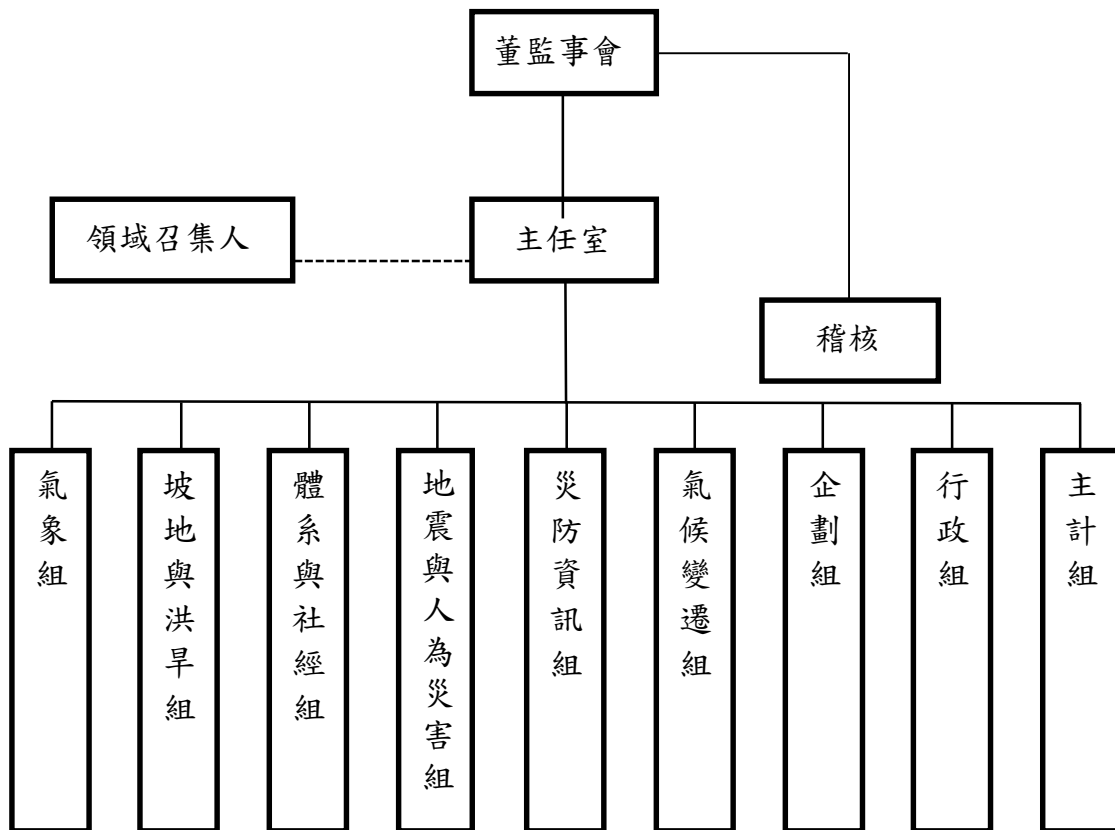 董監事會
領域召集人
主任室
稽核
氣象組
坡地與洪旱組
體系與社經組
地震與人為災害組
災防資訊組
氣候變遷組
企劃組
行政組
主計組